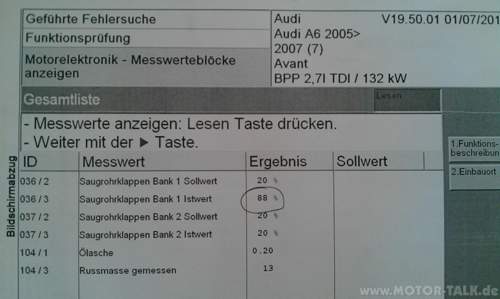 Geführte Fehlersuche
Funktionsprüfung
Motorelektronik - Messwerteblöcke
anzeigen
Audi V19.50.01 01/07/201
Audi A6 2005>
2007 (7)
Avant
BPP 2,7l TDI / 132 kW
Gesamtliste Lesen
- Messwerte anzeigen: Lesen Taste drücken.
- Weiter mit der ▶ Taste.
1.Funktions-
beschreibun
2.Einbauort
Bildschirmabzug
ID Messwert Ergebnis Sollwert
036 / 2 Saugrohrklappen Bank 1 Sollwert 20 %
036 / 3 Saugrohrklappen Bank 1 Istwert 88 %
037 / 2 Saugrohrklappen Bank 2 Sollwert 20 %
037 / 3 Saugrohrklappen Bank 2 Istwert 20 %
104 / 1 Ölasche 0.20
104 / 3 Russmasse gemessen 13
www.MOTOR-TALK.de